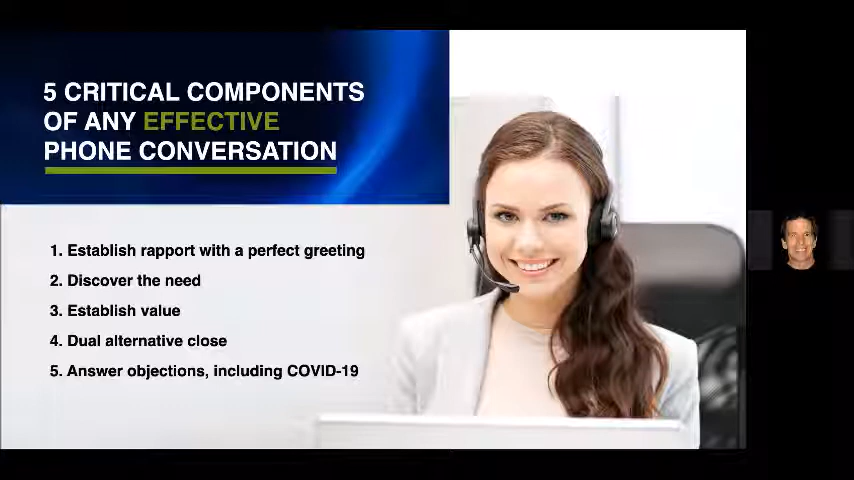 5 CRITICAL COMPONENTS
OF ANY EFFECTIVE
PHONE CONVERSATION
1. Establish rapport with a perfect greeting
2. Discover the need
3. Establish value
4. Dual alternative close
5. Answer objections, including COVID-19